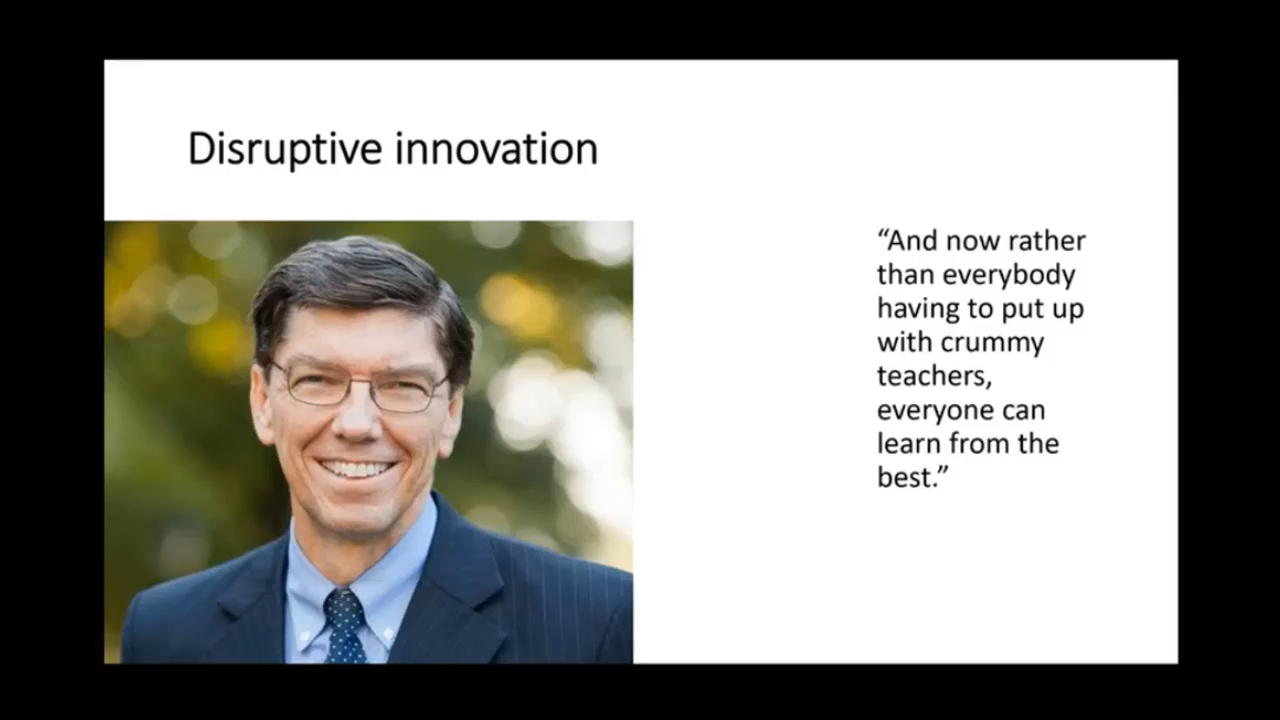 Disruptive innovation
“And now rather
than everybody
having to put up
with crummy
teachers,
everyone can
learn from the
best.”